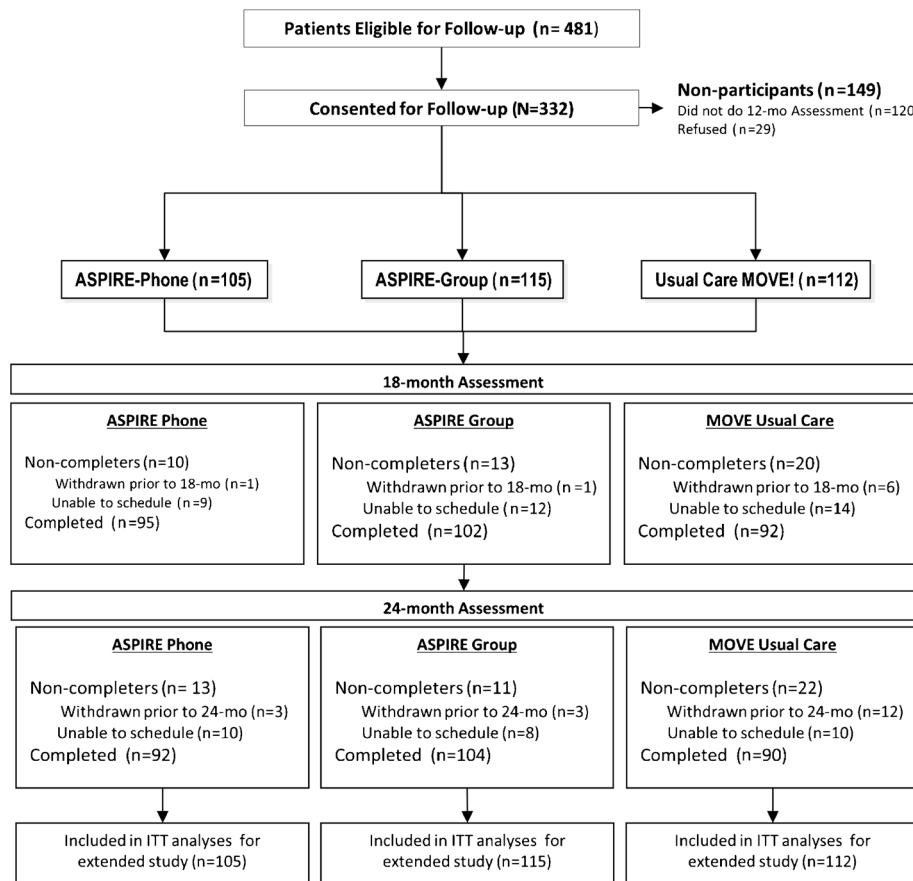 Patients Eligible for Follow-up (n= 481)
Consented for Follow-up (N=332)
Non-participants (n=149)
Did not do 12-mo Assessment (n=120
Refused (n=29)
ASPIRE-Phone (n=105)
ASPIRE-Group (n=115)
Usual Care MOVE! (n=112)
18-month Assessment
ASPIRE Phone
Non-completers (n=10)
Withdrawn prior to 18-mo (n=1)
Unable to schedule (n=9)
Completed (n=95)
ASPIRE Group
Non-completers (n=13)
Withdrawn prior to 18-mo (n=1)
Unable to schedule (n=12)
Completed (n=102)
MOVE Usual Care
Non-completers (n=20)
Withdrawn prior to 18-mo (n=6)
Unable to schedule (n=14)
Completed (n=92)
24-month Assessment
ASPIRE Phone
Non-completers (n= 13)
Withdrawn prior to 24-mo (n=3)
Unable to schedule (n=10)
Completed (n=92)
ASPIRE Group
Non-completers (n=11)
Withdrawn prior to 24-mo (n=3)
Unable to schedule (n=8)
Completed (n=104)
MOVE Usual Care
Non-completers (n=22)
Withdrawn prior to 24-mo (n=12)
Unable to schedule (n=10)
Completed (n=90)
Included in ITT analyses for
extended study (n=105)
Included in ITT analyses for
extended study (n=115)
Included in ITT analyses for
extended study (n=112)